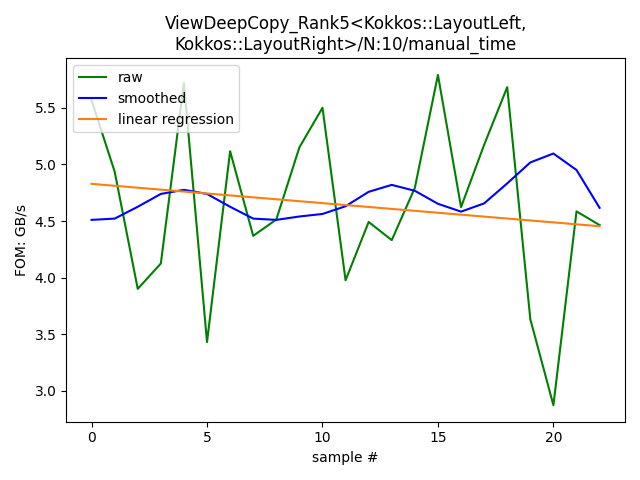 ViewDeepCopy_Rank5<Kokkos::LayoutLeft,
Kokkos::LayoutRight>/N:10/manual_time
raw
smoothed
linear regression
FOM: GB/s
5.5
5.0
4.5
4.0
3.5
3.0
0 5 10 15 20
sample #